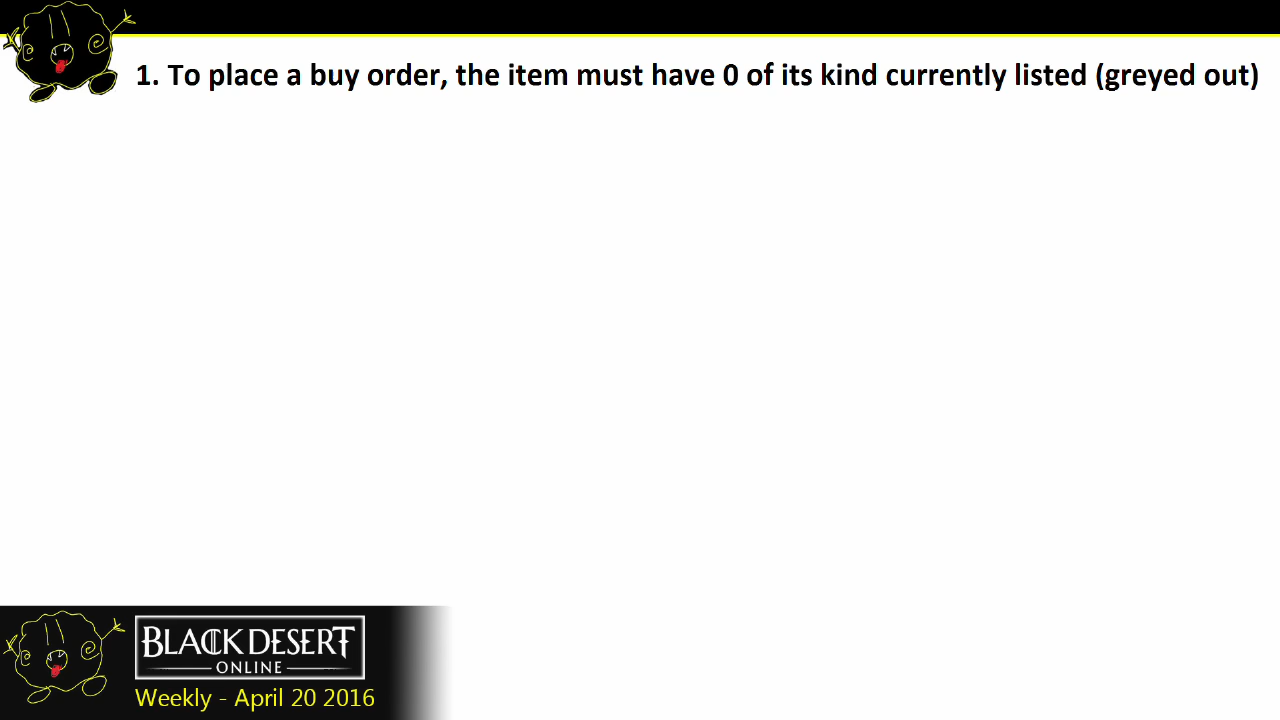 1. To place a buy order, the item must have 0 of its kind currently listed (greyed out)
BLACK DESERT
ONLINE
Weekly - April 20 2016